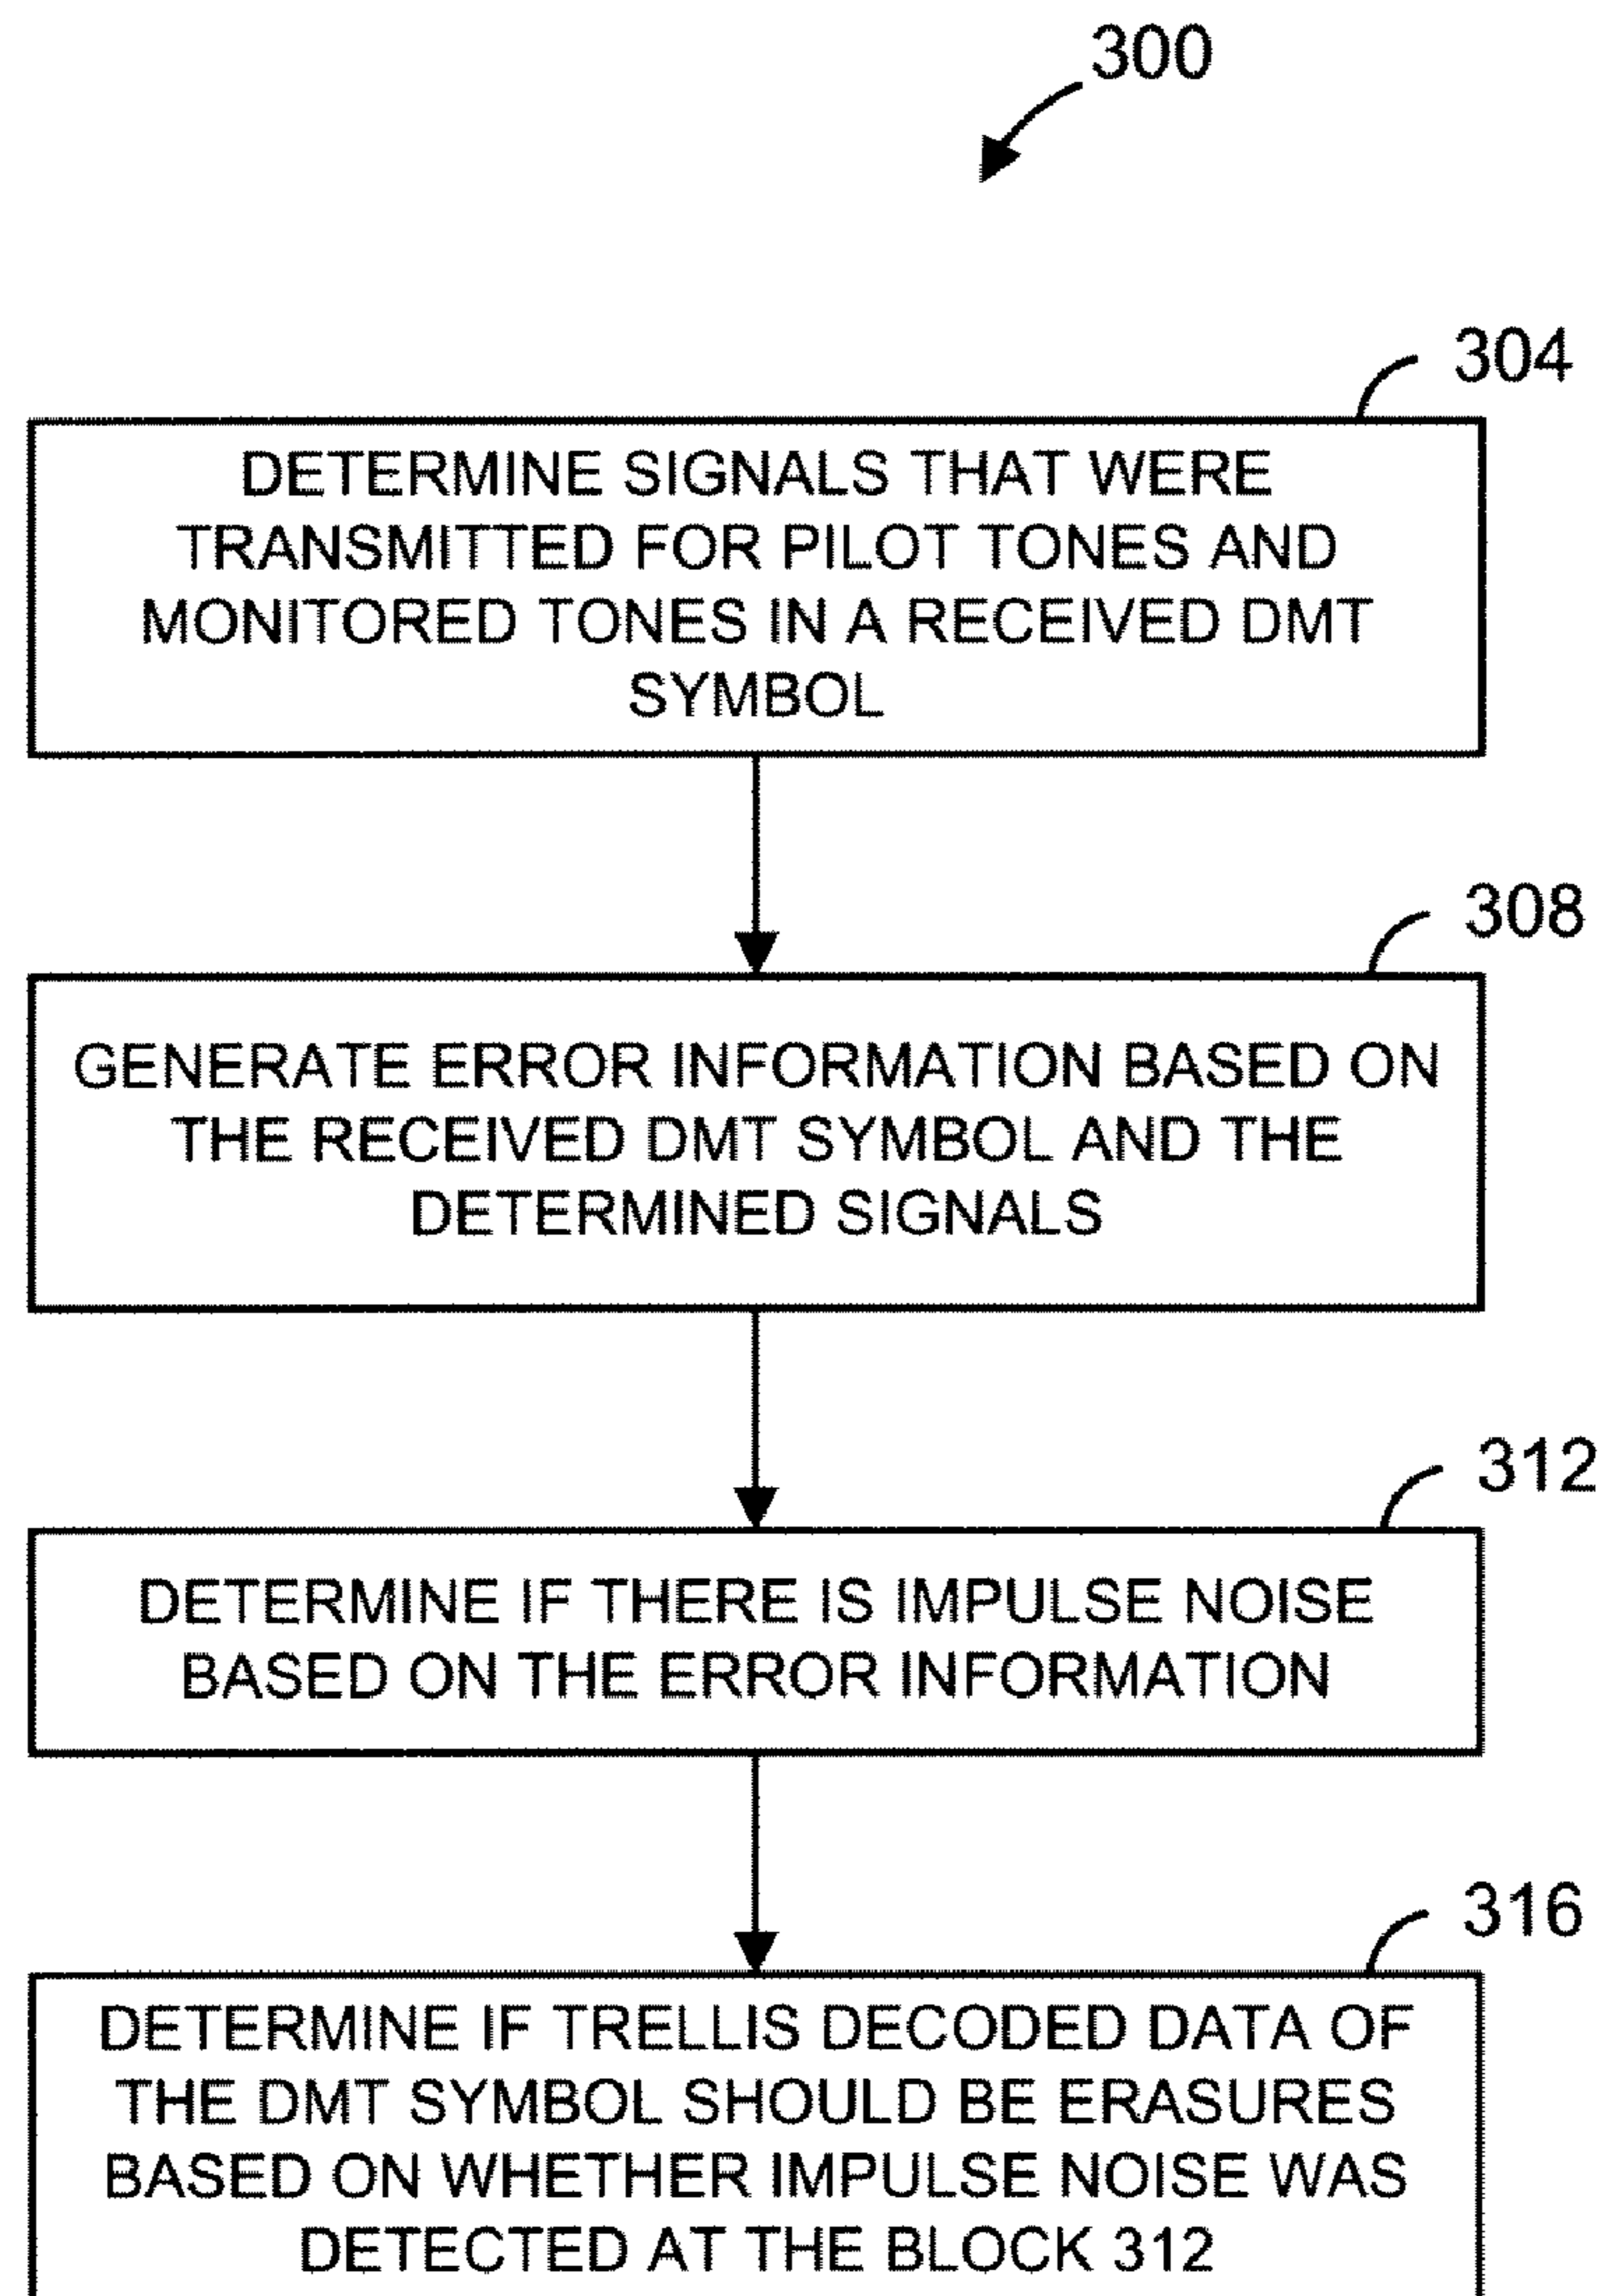 300
304
DETERMINE SIGNALS THAT WERE
TRANSMITTED FOR PILOT TONES AND
MONITORED TONES IN A RECEIVED DMT
SYMBOL
308
GENERATE ERROR INFORMATION BASED ON
THE RECEIVED DMT SYMBOL AND THE
DETERMINED SIGNALS
312
DETERMINE IF THERE IS IMPULSE NOISE
BASED ON THE ERROR INFORMATION
316
DETERMINE IF TRELLIS DECODED DATA OF
THE DMT SYMBOL SHOULD BE ERASURES
BASED ON WHETHER IMPULSE NOISE WAS
DETECTED AT THE BLOCK 312